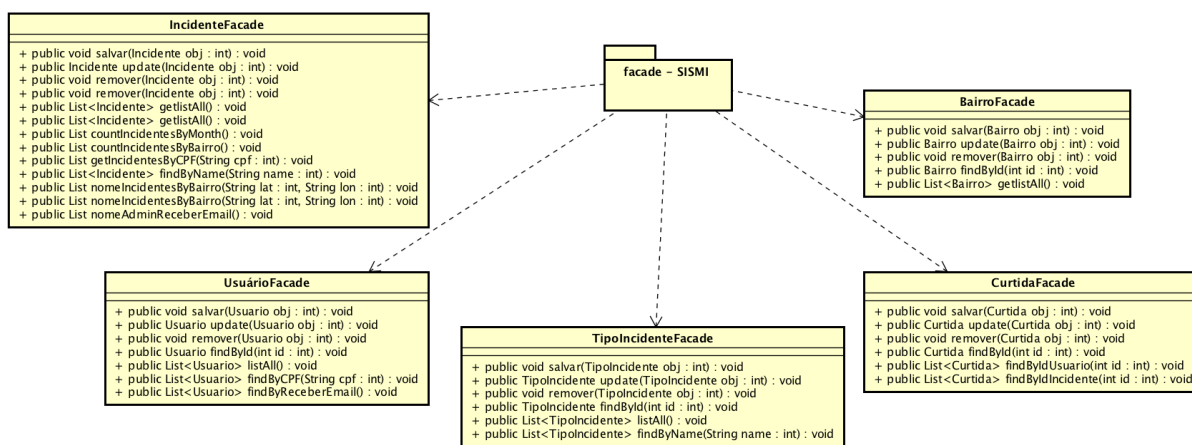 IncidenteFacade
+ public void salvar(Incidente obj : int) : void
+ public Incidente update(Incidente obj : int) : void
+ public void remover(Incidente obj : int) : void
+ public void remover(Incidente obj : int) : void
+ public List<Incidente> getlistAll() : void
+ public List<Incidente> getlistAll() : void
+ public List countIncidentesByMonth() : void
+ public List countIncidentesByBairro() : void
+ public List getIncidentesByCPF(String cpf : int) : void
+ public List<Incidente> findByName(String name : int) : void
+ public List nomeIncidentesByBairro(String lat : int, String lon : int) : void
+ public List nomeIncidentesByBairro(String lat : int, String lon : int) : void
+ public List nomeAdminReceberEmail() : void
facade - SISMI
BairroFacade
+ public void salvar(Bairro obj : int) : void
+ public Bairro update(Bairro obj : int) : void
+ public void remover(Bairro obj : int) : void
+ public Bairro findById(int id : int) : void
+ public List<Bairro> getlistAll() : void
UsuárioFacade
+ public void salvar(Usuario obj : int) : void
+ public Usuario update(Usuario obj : int) : void
+ public void remover(Usuario obj : int) : void
+ public Usuario findById(int id : int) : void
+ public List<Usuario> listAll() : void
+ public List<Usuario> findByCPF(String cpf : int) : void
+ public List<Usuario> findByReceberEmail() : void
TipoIncidenteFacade
+ public void salvar(TipoIncidente obj : int) : void
+ public TipoIncidente update(TipoIncidente obj : int) : void
+ public void remover(TipoIncidente obj : int) : void
+ public TipoIncidente findById(int id : int) : void
+ public List<TipoIncidente> listAll() : void
+ public List<TipoIncidente> findByName(String name : int) : void
CurtidaFacade
+ public void salvar(Curtida obj : int) : void
+ public Curtida update(Curtida obj : int) : void
+ public void remover(Curtida obj : int) : void
+ public Curtida findById(int id : int) : void
+ public List<Curtida> findByIdUsuario(int id : int) : void
+ public List<Curtida> findByIdIncidente(int id : int) : void